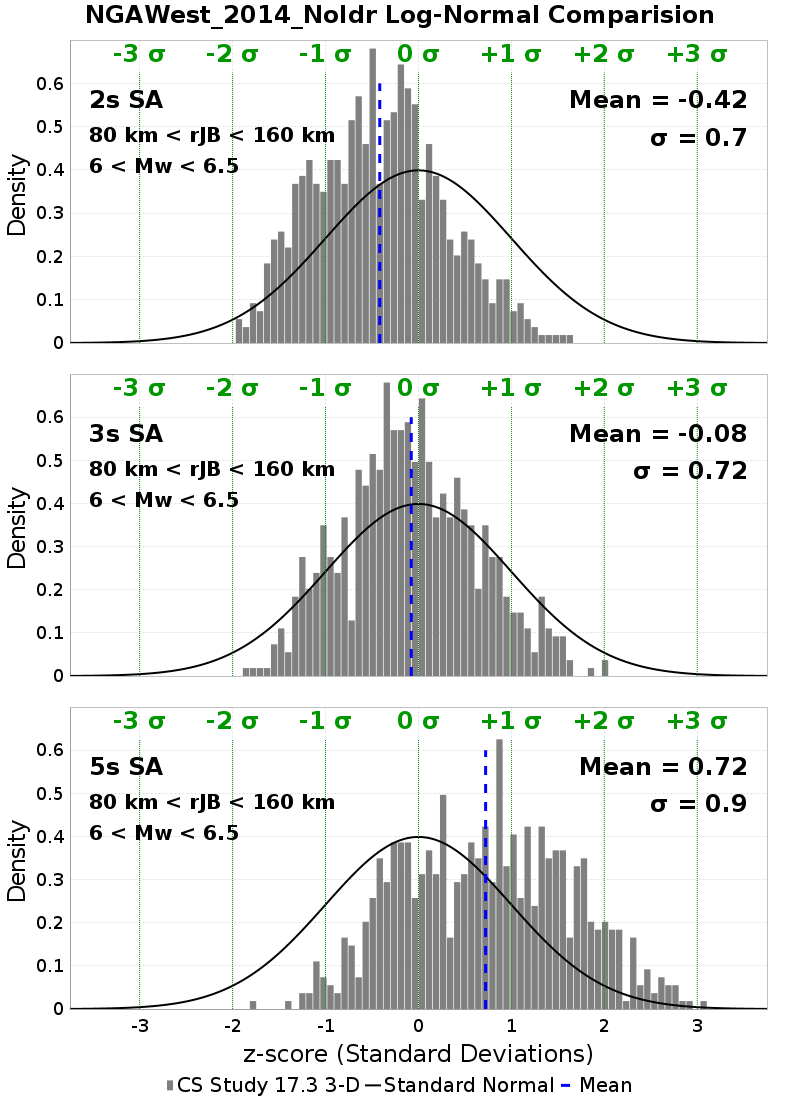 NGAWest_2014_NoIdr Log-Normal Comparision
-3 σ -2 σ -1 σ 0 σ +1 σ +2 σ +3 σ
2s SA
Mean = -0.42
80 km < rJB < 160 km
σ = 0.7
6 < Mw < 6.5
0.6
0.5
0.4
0.3
0.2
0.1
0
Density
-3 σ -2 σ -1 σ 0 σ +1 σ +2 σ +3 σ
3s SA
Mean = -0.08
80 km < rJB < 160 km
σ = 0.72
6 < Mw < 6.5
0.6
0.5
0.4
0.3
0.2
0.1
0
Density
-3 σ -2 σ -1 σ 0 σ +1 σ +2 σ +3 σ
5s SA
Mean = 0.72
80 km < rJB < 160 km
σ = 0.9
6 < Mw < 6.5
0.6
0.5
0.4
0.3
0.2
0.1
0
Density
-3 -2 -1 0 1 2 3
z-score (Standard Deviations)
CS Study 17.3 3-D Standard Normal Mean